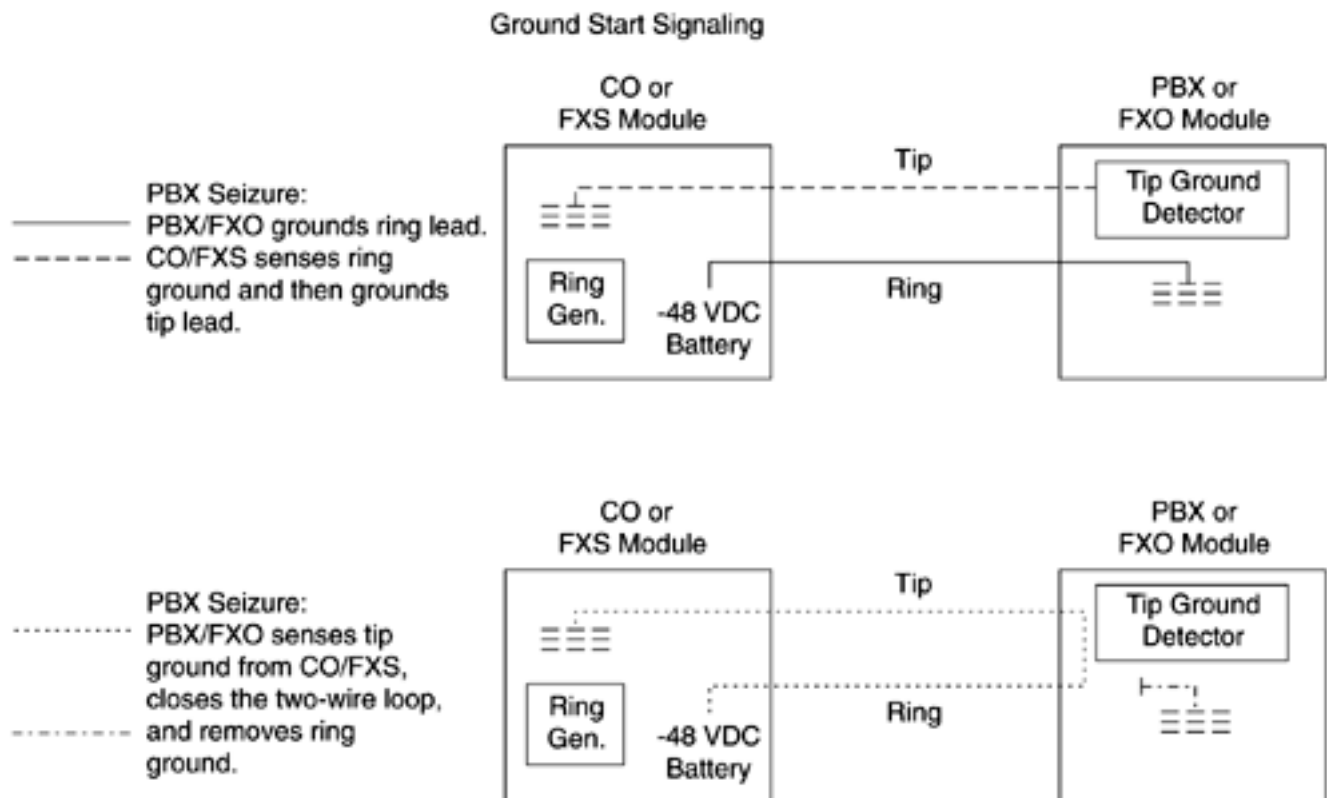 Ground Start Signaling
CO or
FXS Module
PBX or
FXO Module
PBX Seizure:
PBX/FXO grounds ring lead.
CO/FXS senses ring
ground and then grounds
tip lead.
Tip
Tip Ground
Detector
Ring
Gen.
-48 VDC
Battery
Ring
CO or
FXS Module
PBX or
FXO Module
PBX Seizure:
PBX/FXO senses tip
ground from CO/FXS,
closes the two-wire loop,
and removes ring
ground.
Tip
Tip Ground
Detector
Ring
Gen.
-48 VDC
Battery
Ring